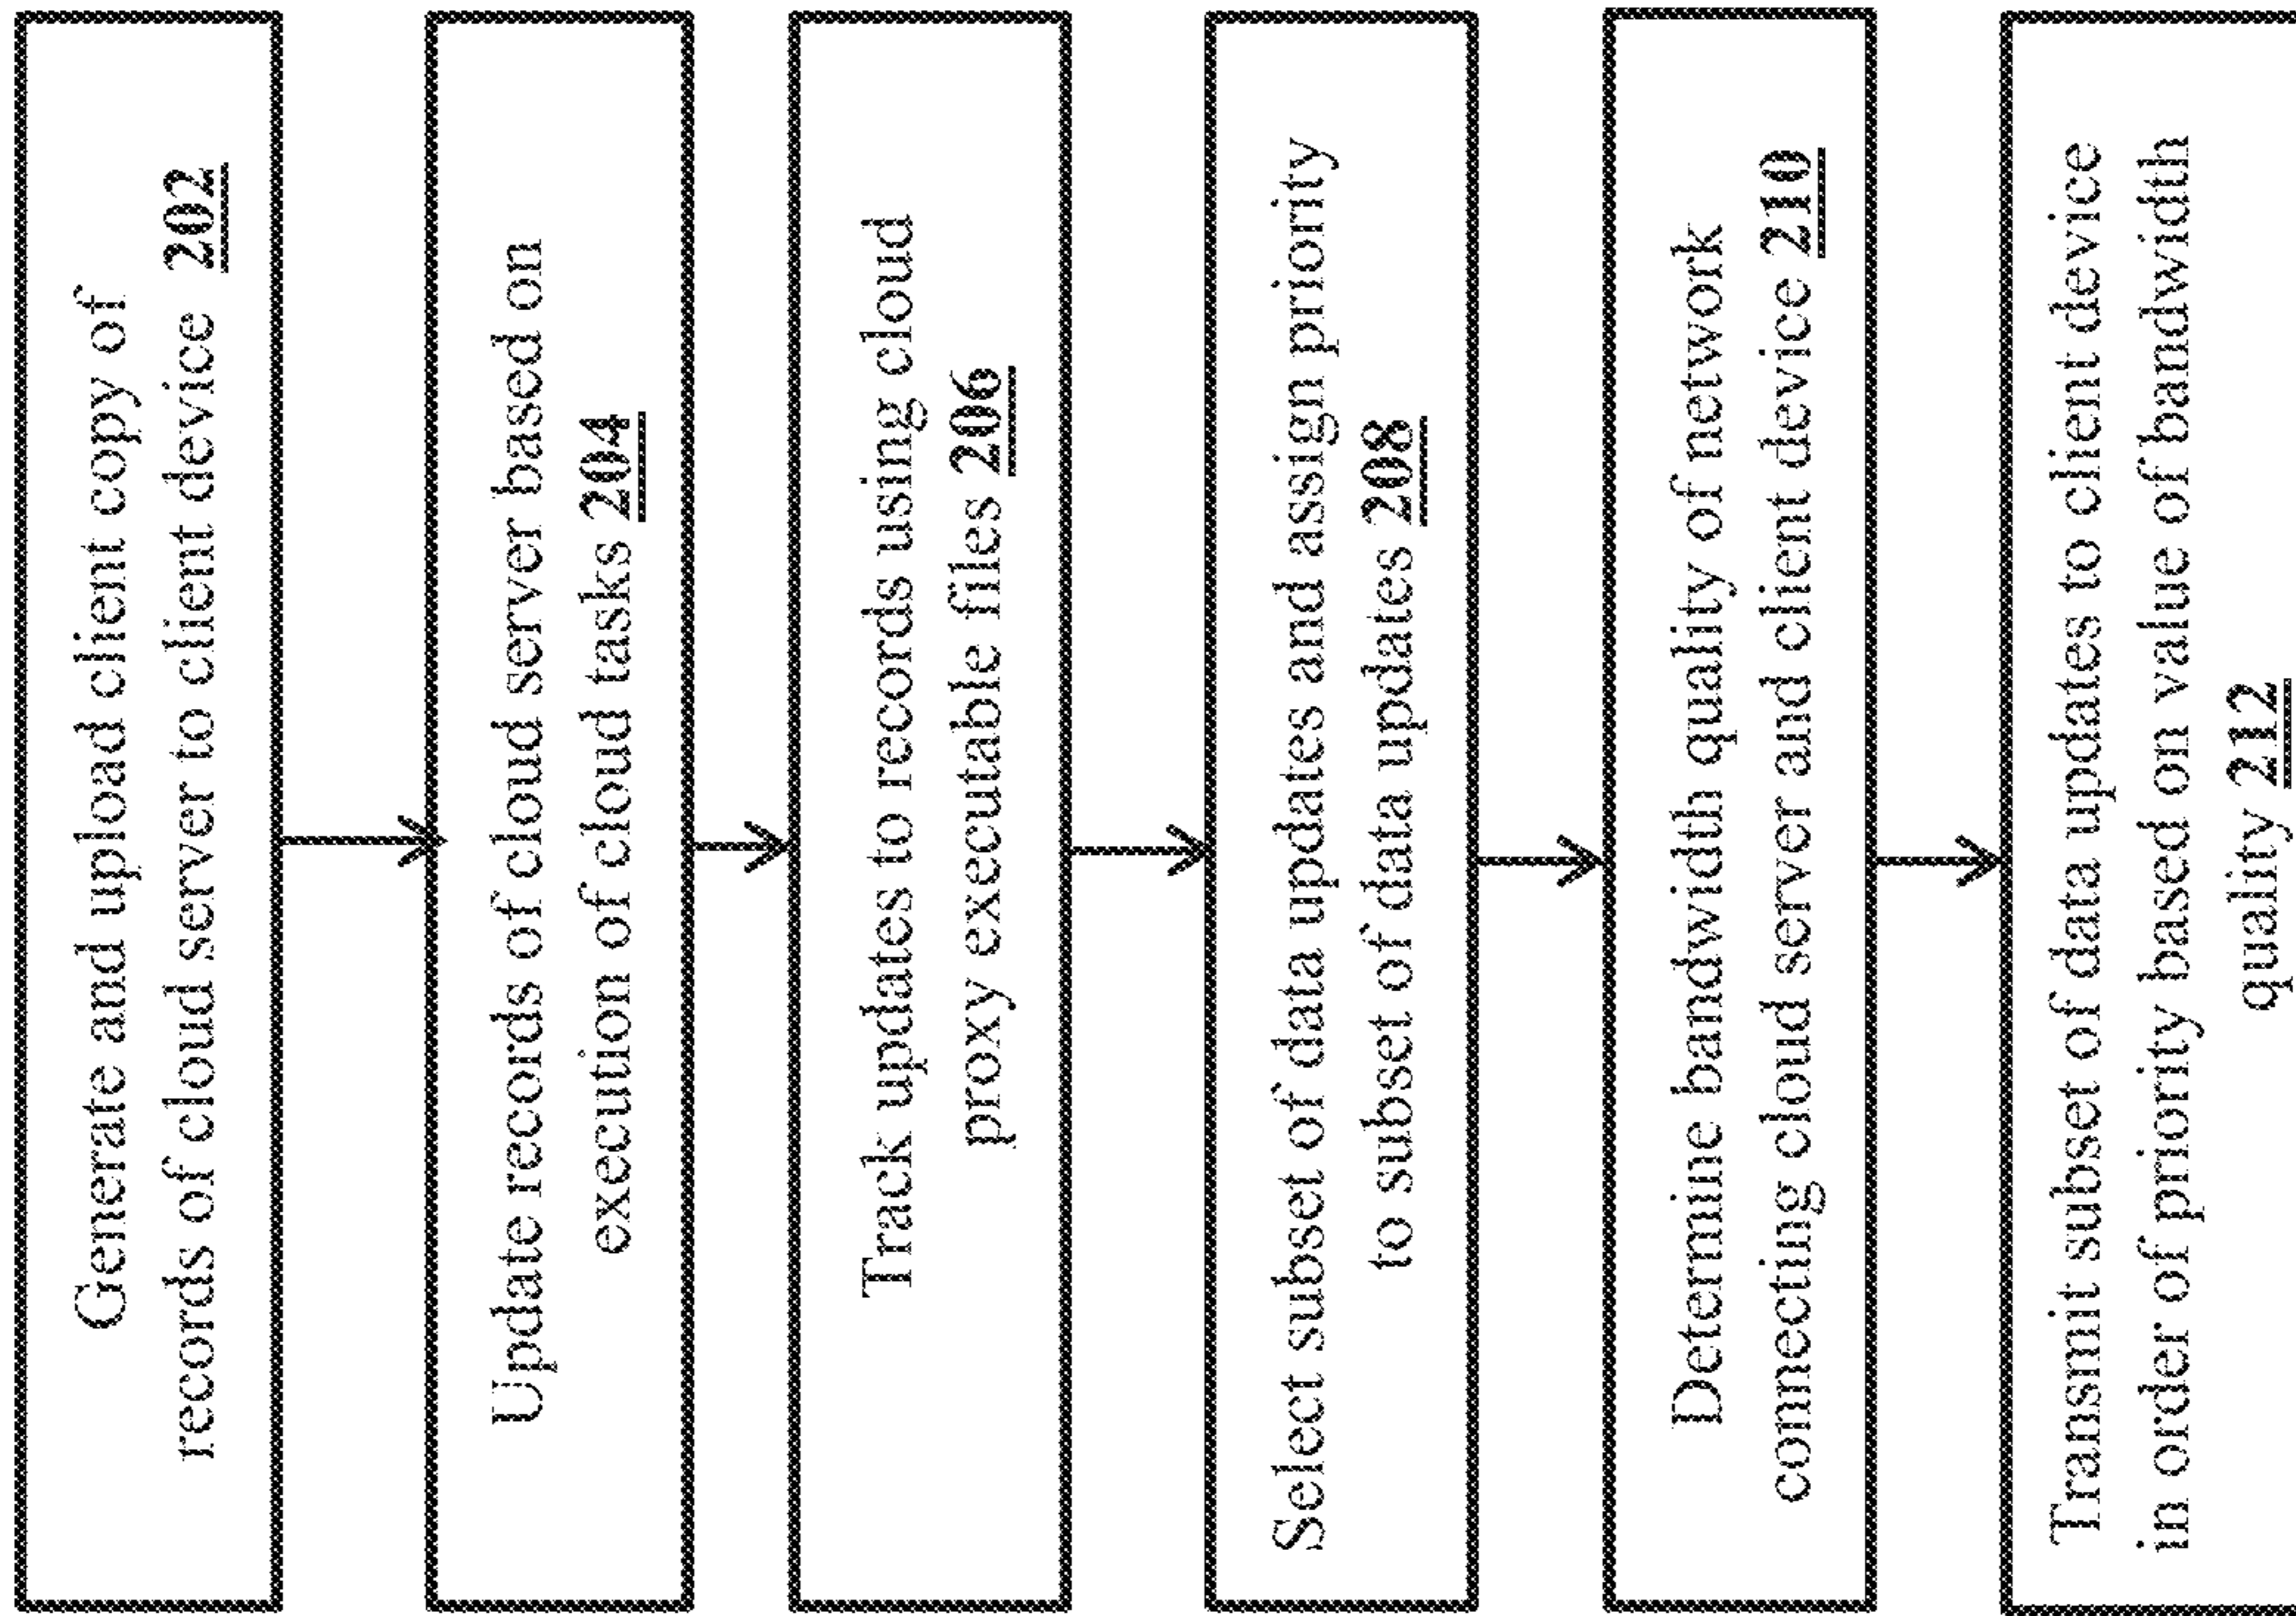 Generate and upload client copy of
records of cloud server to client device 202
Update records of cloud server based on
execution of cloud tasks 204
Track updates to records using cloud
proxy executable files 206
Select subset of data updates and assign priority
to subset of data updates 208
Determine bandwidth quality of network
connecting cloud server and client device 210
Transmit subset of data updates to client device
in order of priority based on value of bandwidth
quality 212